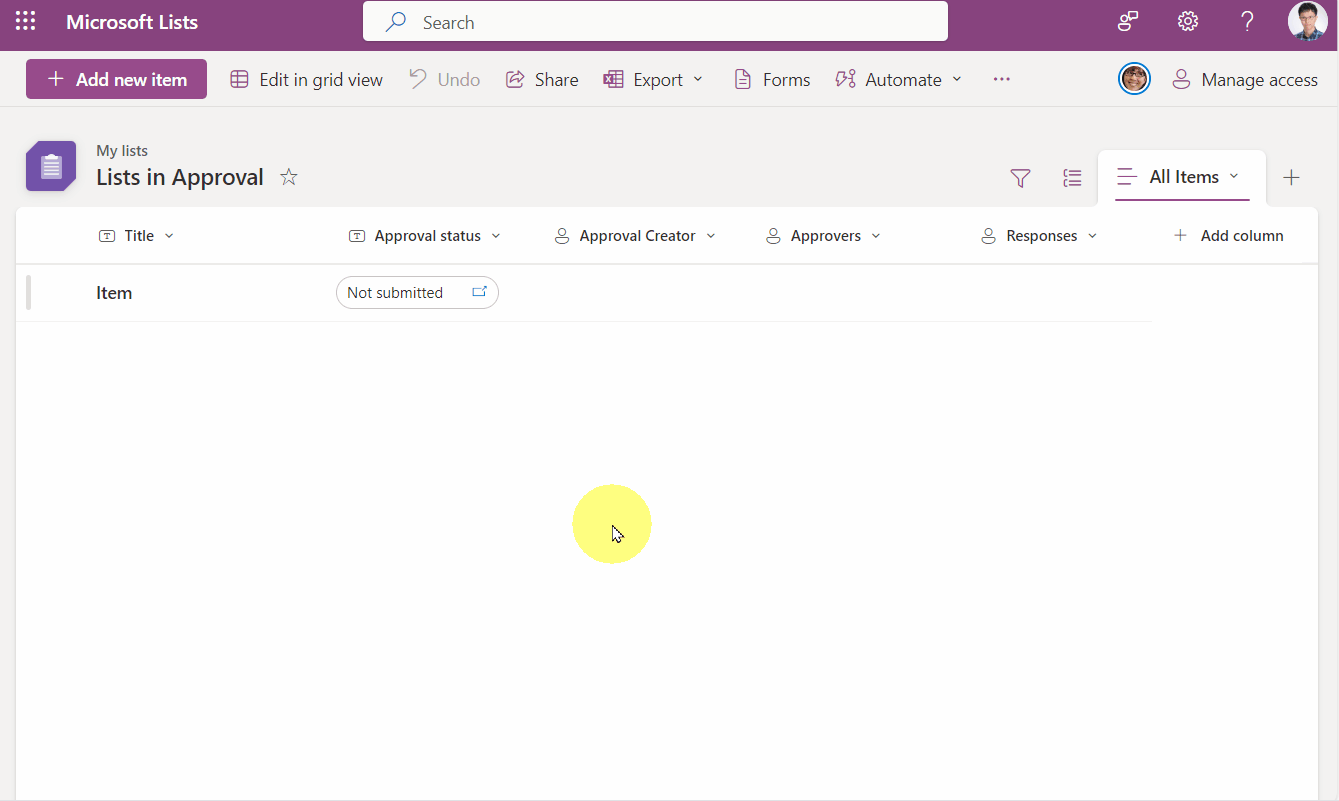 Microsoft Lists Search
Add new item Edit in grid view Undo Share Export Forms Automate Manage access
My lists
Lists in Approval
All Items
Title Approval status Approval Creator Approvers Responses Add column
Item Not submitted